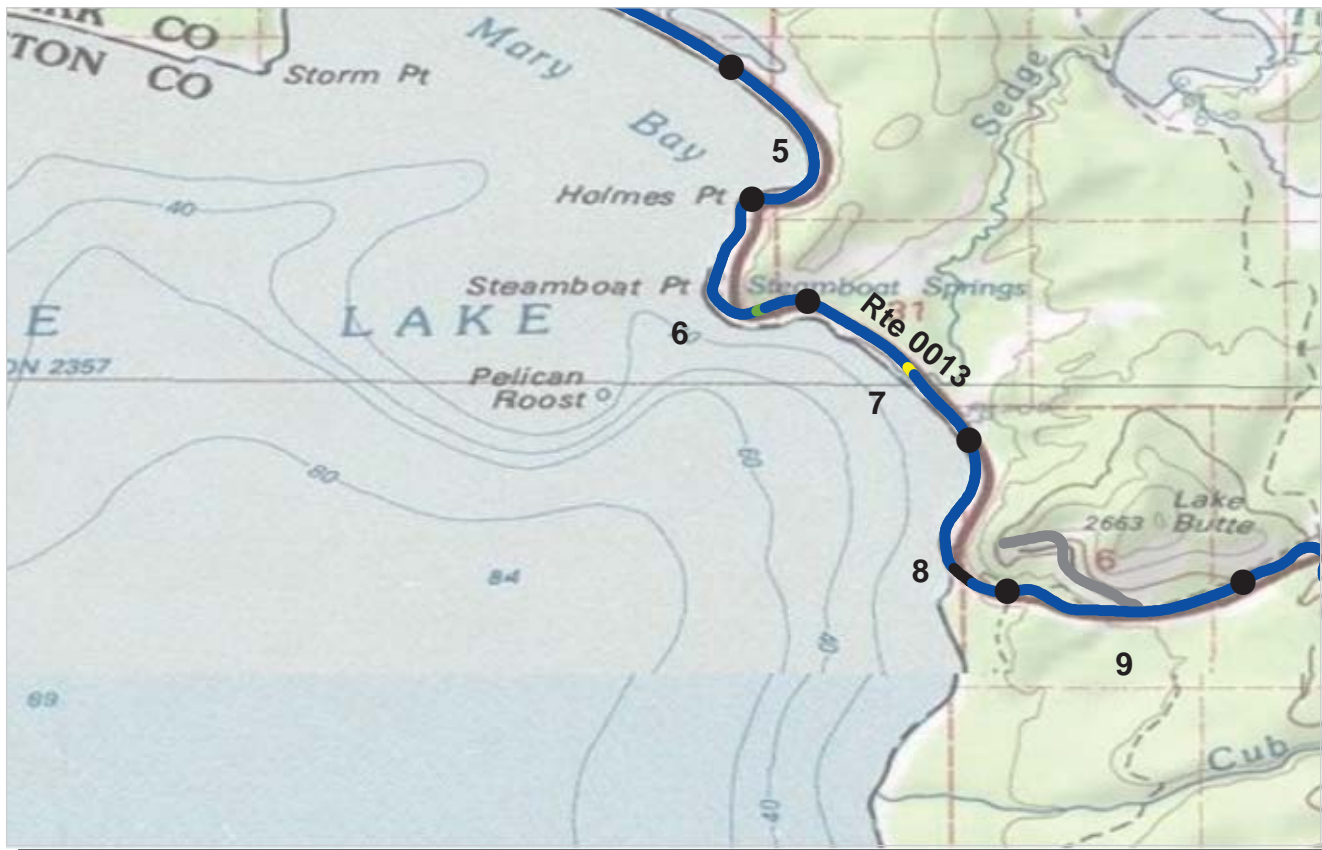 CO
TON CO
Storm Pt
Mary
Bay
Sedge
5
Holmes Pt
40
Steamboat Pt
Steamboat Springs
31
Rte 0013
E LAKE
6
ON 2357
Pelican
Roost
7
60
80
Lake
2663 Butte
6
84
8
40
9
69
Cub
40